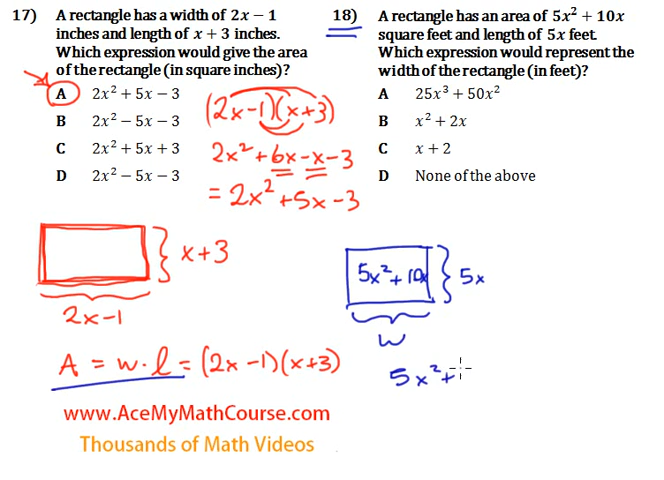 17) A rectangle has a width of 2x − 1
inches and length of x + 3 inches.
Which expression would give the area
of the rectangle (in square inches)?
A 2x² + 5x − 3
B 2x² − 5x − 3
C 2x² + 5x + 3
D 2x² − 5x − 3
(2x-1)(x+3)
2x²+6x-x-3
= 2x²+5x-3
x+3
2x-1
A = w·l = (2x-1)(x+3)
www.AceMyMathCourse.com
Thousands of Math Videos
18) A rectangle has an area of 5x² + 10x
square feet and length of 5x feet.
Which expression would represent the
width of the rectangle (in feet)?
A 25x³ + 50x²
B x² + 2x
C x + 2
D None of the above
5x²+10x
5x
w
5x²+